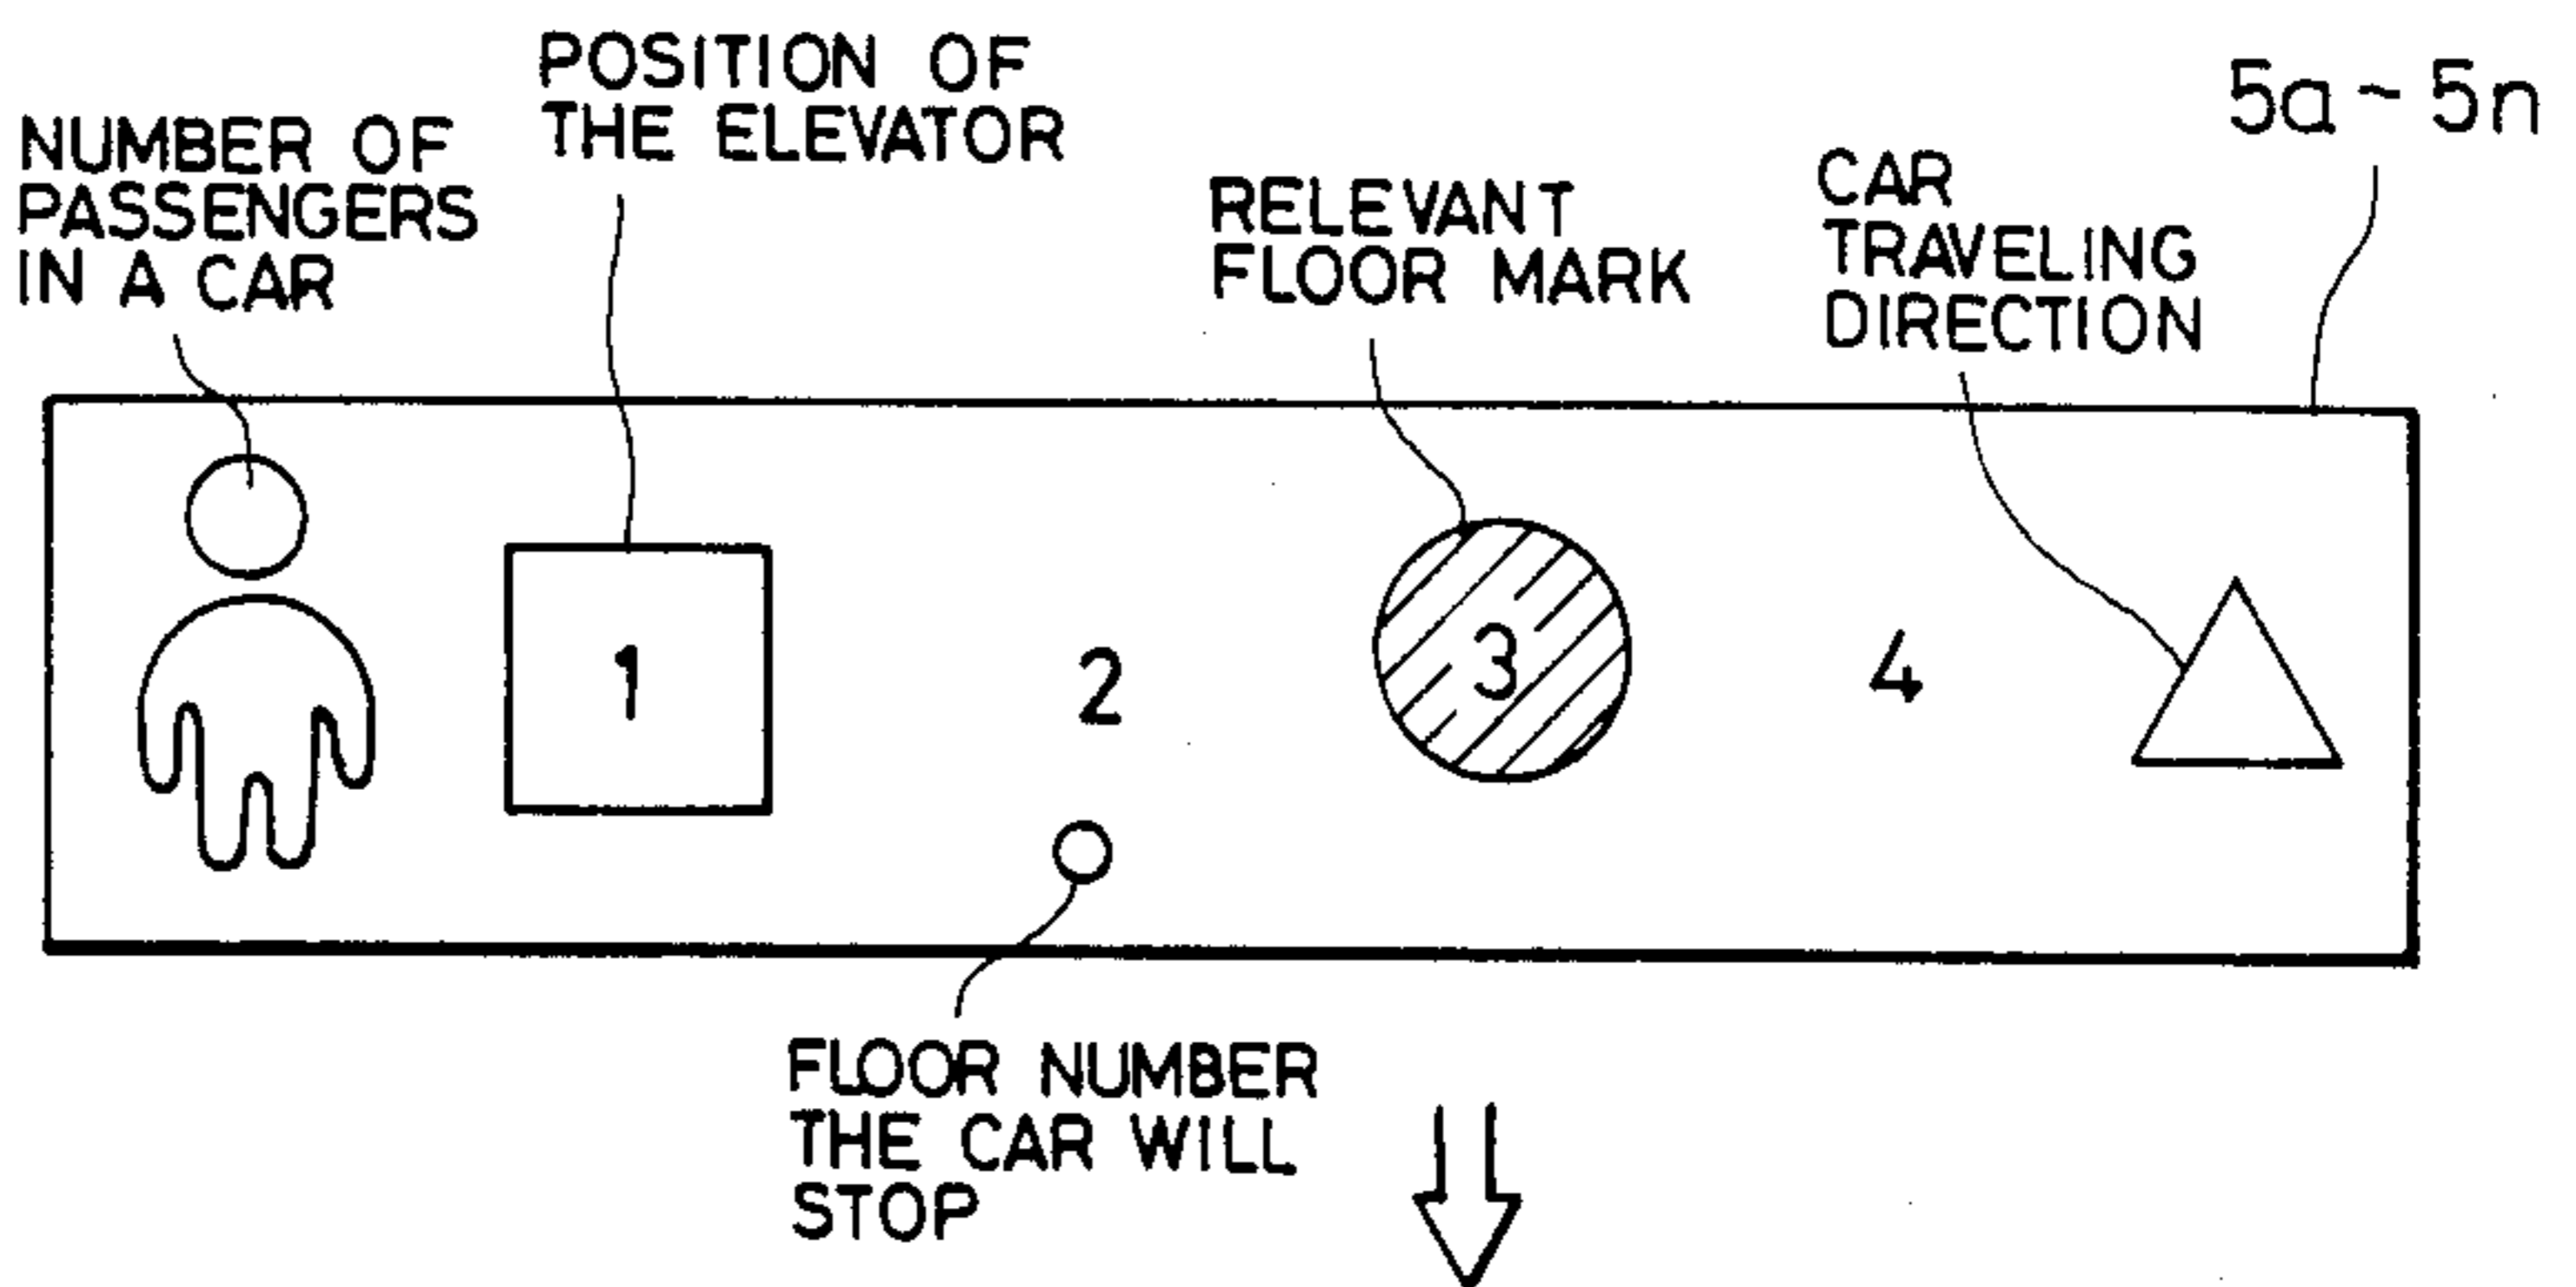 POSITION OF
THE ELEVATOR
NUMBER OF
PASSENGERS
IN A CAR
RELEVANT
FLOOR MARK
CAR
TRAVELING
DIRECTION
5a ~ 5n
1 2 3 4
FLOOR NUMBER
THE CAR WILL
STOP